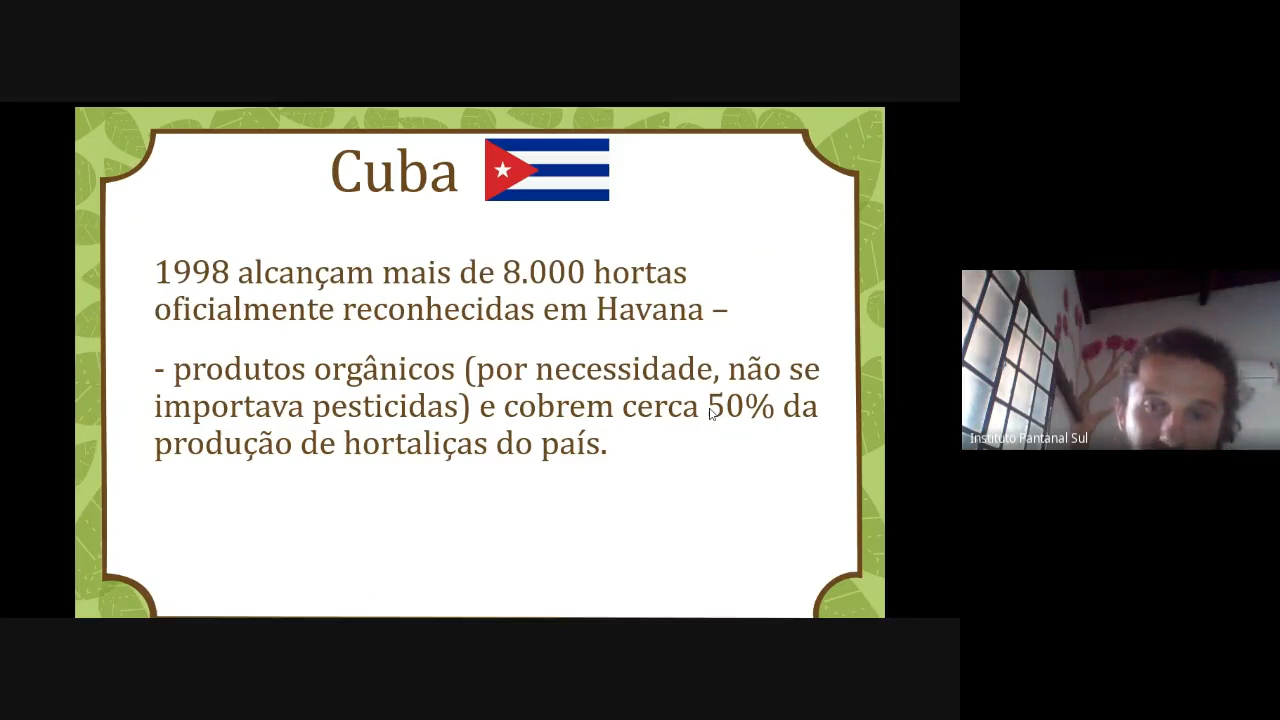 Cuba
1998 alcançam mais de 8.000 hortas
oficialmente reconhecidas em Havana –
- produtos orgânicos (por necessidade, não se
importava pesticidas) e cobrem cerca 50% da
produção de hortaliças do país.
Instituto Pantanal Sul